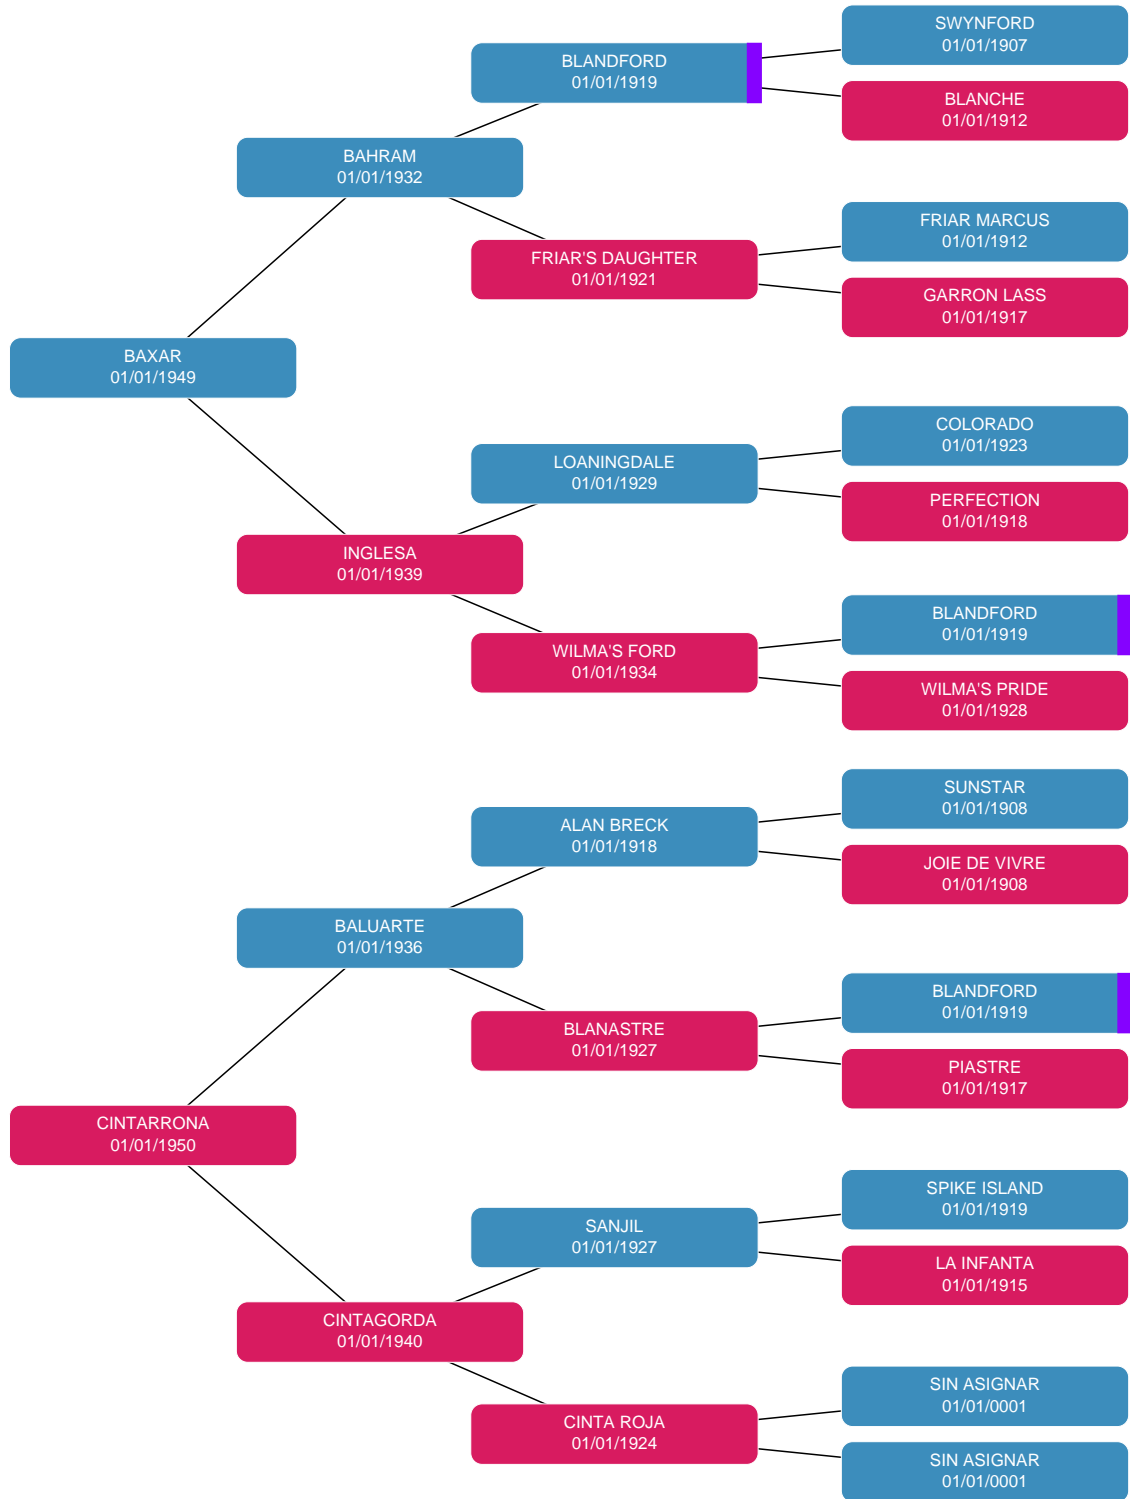 SWYNFORD
01/01/1907
BLANDFORD
01/01/1919
BLANCHE
01/01/1912
BAHRAM
01/01/1932
FRIAR MARCUS
01/01/1912
FRIAR'S DAUGHTER
01/01/1921
GARRON LASS
01/01/1917
BAXAR
01/01/1949
COLORADO
01/01/1923
LOANINGDALE
01/01/1929
PERFECTION
01/01/1918
INGLESA
01/01/1939
BLANDFORD
01/01/1919
WILMA'S FORD
01/01/1934
WILMA'S PRIDE
01/01/1928
SUNSTAR
01/01/1908
ALAN BRECK
01/01/1918
JOIE DE VIVRE
01/01/1908
BALUARTE
01/01/1936
BLANDFORD
01/01/1919
BLANASTRE
01/01/1927
PIASTRE
01/01/1917
CINTARRONA
01/01/1950
SPIKE ISLAND
01/01/1919
SANJIL
01/01/1927
LA INFANTA
01/01/1915
CINTAGORDA
01/01/1940
SIN ASIGNAR
01/01/0001
CINTA ROJA
01/01/1924
SIN ASIGNAR
01/01/0001